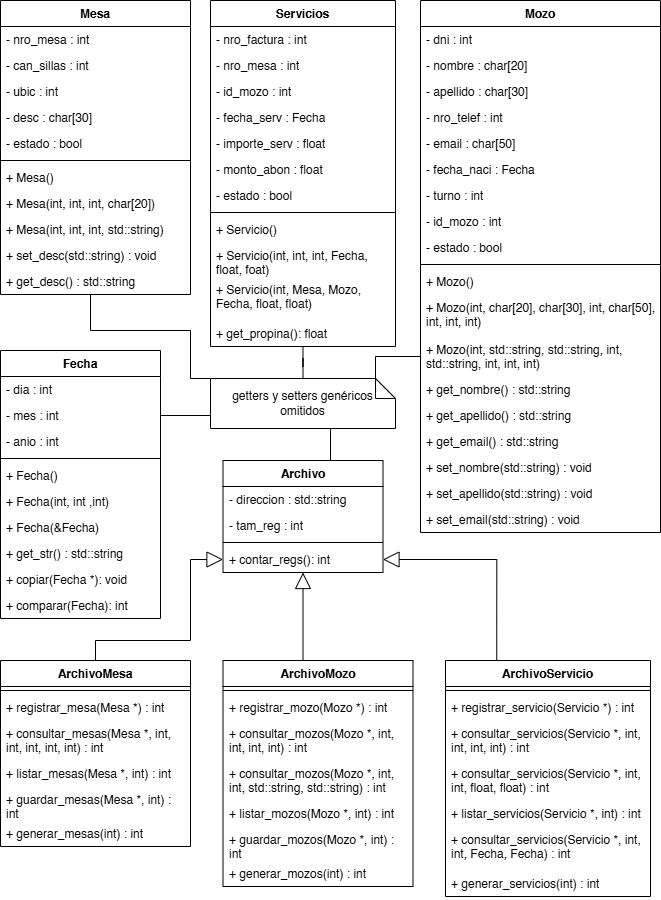 Mesa
- nro_mesa : int
- can_sillas : int
- ubic : int
- desc : char[30]
- estado : bool
+ Mesa()
+ Mesa(int, int, int, char[20])
+ Mesa(int, int, int, std::string)
+ set_desc(std::string) : void
+ get_desc() : std::string
Servicios
- nro_factura : int
- nro_mesa : int
- id_mozo : int
- fecha_serv : Fecha
- importe_serv : float
- monto_abon : float
- estado : bool
+ Servicio()
+ Servicio(int, int, int, Fecha,
float, foat)
+ Servicio(int, Mesa, Mozo,
Fecha, float, float)
+ get_propina(): float
Mozo
- dni : int
- nombre : char[20]
- apellido : char[30]
- nro_telef : int
- email : char[50]
- fecha_naci : Fecha
- turno : int
- id_mozo : int
- estado : bool
+ Mozo()
+ Mozo(int, char[20], char[30], int, char[50],
int, int, int)
+ Mozo(int, std::string, std::string, int,
std::string, int, int, int)
+ get_nombre() : std::string
+ get_apellido() : std::string
+ get_email() : std::string
+ set_nombre(std::string) : void
+ set_apellido(std::string) : void
+ set_email(std::string) : void
Fecha
- dia : int
- mes : int
- anio : int
+ Fecha()
+ Fecha(int, int ,int)
+ Fecha(&Fecha)
+ get_str() : std::string
+ copiar(Fecha *): void
+ comparar(Fecha): int
getters y setters genéricos
omitidos
Archivo
- direccion : std::string
- tam_reg : int
+ contar_regs(): int
ArchivoMesa
+ registrar_mesa(Mesa *) : int
+ consultar_mesas(Mesa *, int,
int, int, int, int) : int
+ listar_mesas(Mesa *, int) : int
+ guardar_mesas(Mesa *, int) :
int
+ generar_mesas(int) : int
ArchivoMozo
+ registrar_mozo(Mozo *) : int
+ consultar_mozos(Mozo *, int,
int, int, int) : int
+ consultar_mozos(Mozo *, int,
int, std::string, std::string) : int
+ listar_mozos(Mozo *, int) : int
+ guardar_mozos(Mozo *, int) :
int
+ generar_mozos(int) : int
ArchivoServicio
+ registrar_servicio(Servicio *) : int
+ consultar_servicios(Servicio *, int,
int, int, int) : int
+ consultar_servicios(Servicio *, int,
int, float, float) : int
+ listar_servicios(Servicio *, int) : int
+ consultar_servicios(Servicio *, int,
int, Fecha, Fecha) : int
+ generar_servicios(int) : int